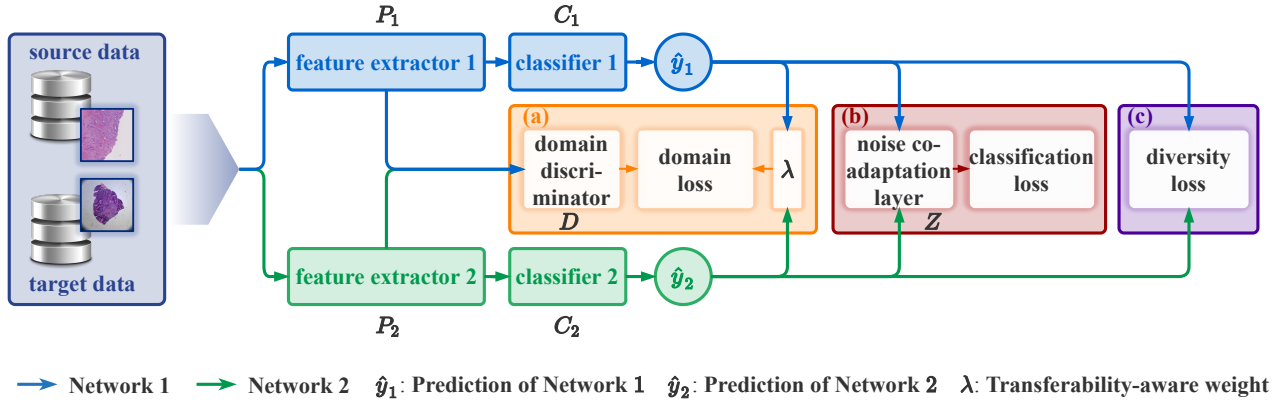 P₁
C₁
source data
feature extractor 1
classifier 1
ŷ₁
(a)
(b)
(c)
domain
discri-
minator
domain
loss
λ
noise co-
adaptation
layer
classification
loss
diversity
loss
D
Z
target data
feature extractor 2
classifier 2
ŷ₂
P₂
C₂
Network 1 Network 2 ŷ₁: Prediction of Network 1 ŷ₂: Prediction of Network 2 λ: Transferability-aware weight